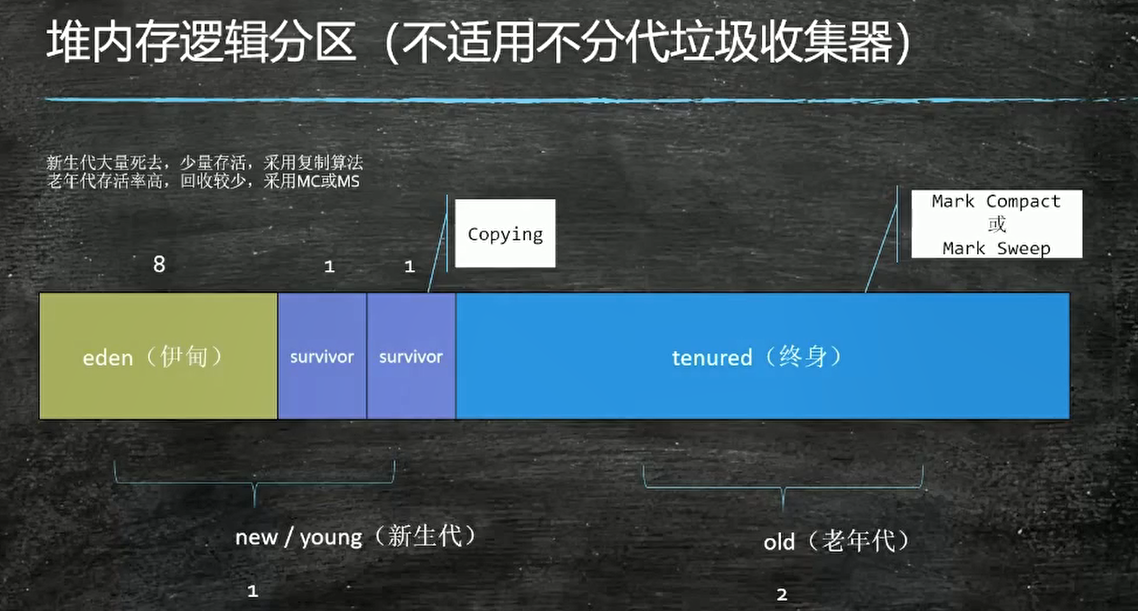 堆内存逻辑分区（不适用不分代垃圾收集器）
新生代大量死去，少量存活，采用复制算法
老年代存活率高，回收较少，采用MC或MS
Copying
Mark Compact
或
Mark Sweep
8
1
1
eden（伊甸）
survivor
survivor
tenured（终身）
new / young（新生代）
old（老年代）
1
2